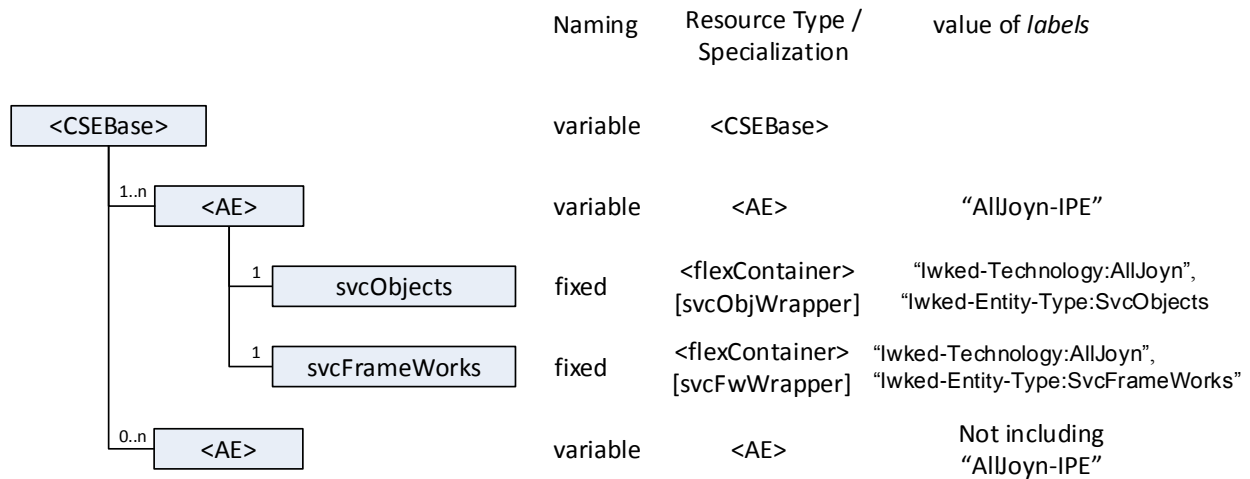 Naming Resource Type / value of labels
Specialization
<CSEBase> variable <CSEBase>
1..n <AE> variable <AE> “AllJoyn-IPE”
1 svcObjects fixed <flexContainer> “Iwked-Technology:AllJoyn”,
[svcObjWrapper] “Iwked-Entity-Type:SvcObjects
1 svcFrameWorks fixed <flexContainer> “Iwked-Technology:AllJoyn”,
[svcFwWrapper] “Iwked-Entity-Type:SvcFrameWorks”
0..n <AE> variable <AE> Not including
“AllJoyn-IPE”